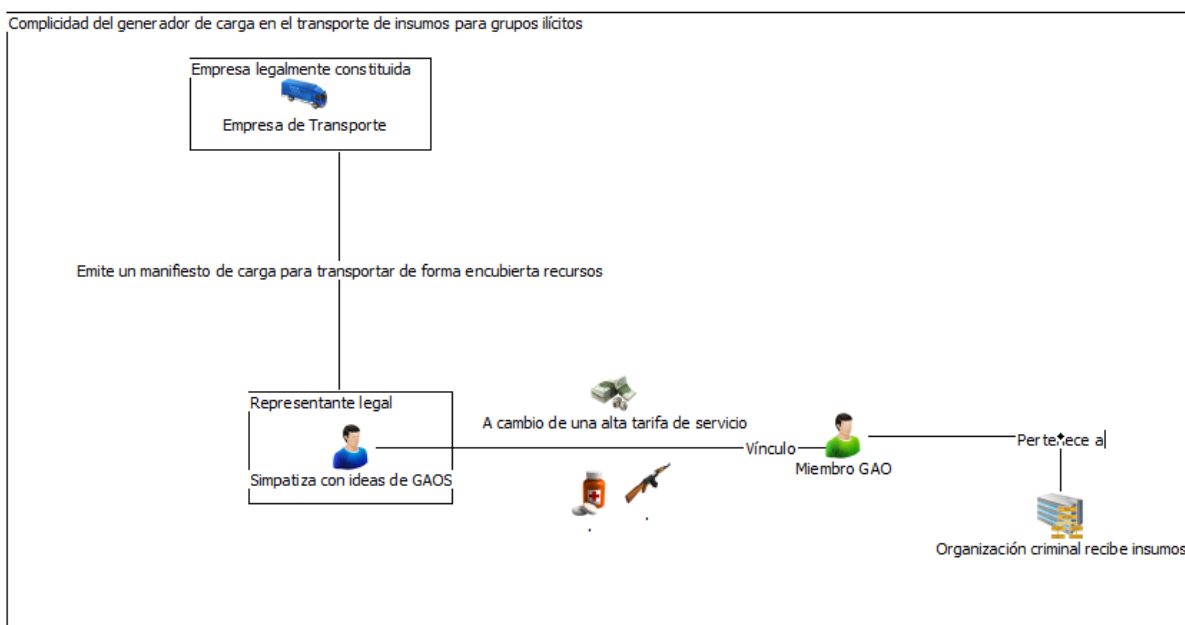 Complicidad del generador de carga en el transporte de insumos para grupos ilícitos
Empresa legalmente constituida
Empresa de Transporte
Emite un manifiesto de carga para transportar de forma encubierta recursos
Representante legal
Simpatiza con ideas de GAOS
A cambio de una alta tarifa de servicio
Vínculo
Miembro GAO
Pertenece a
Organización criminal recibe insumos